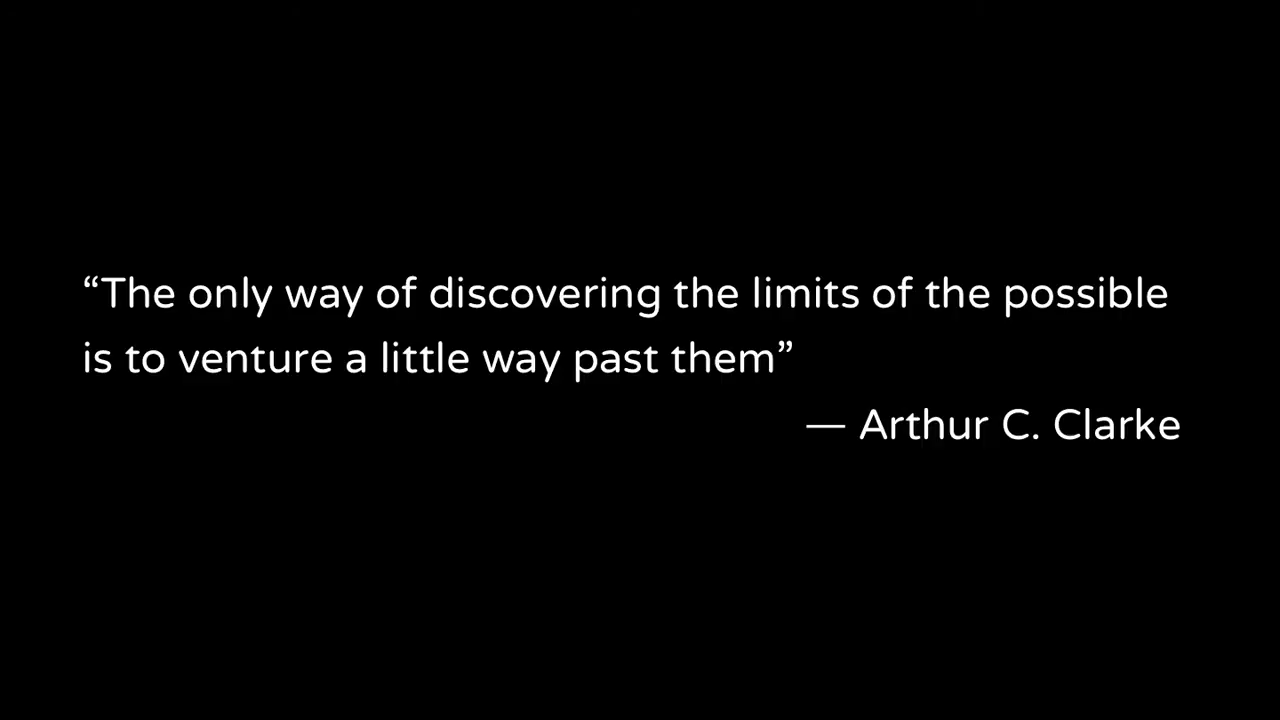 “The only way of discovering the limits of the possible
is to venture a little way past them”
— Arthur C. Clarke